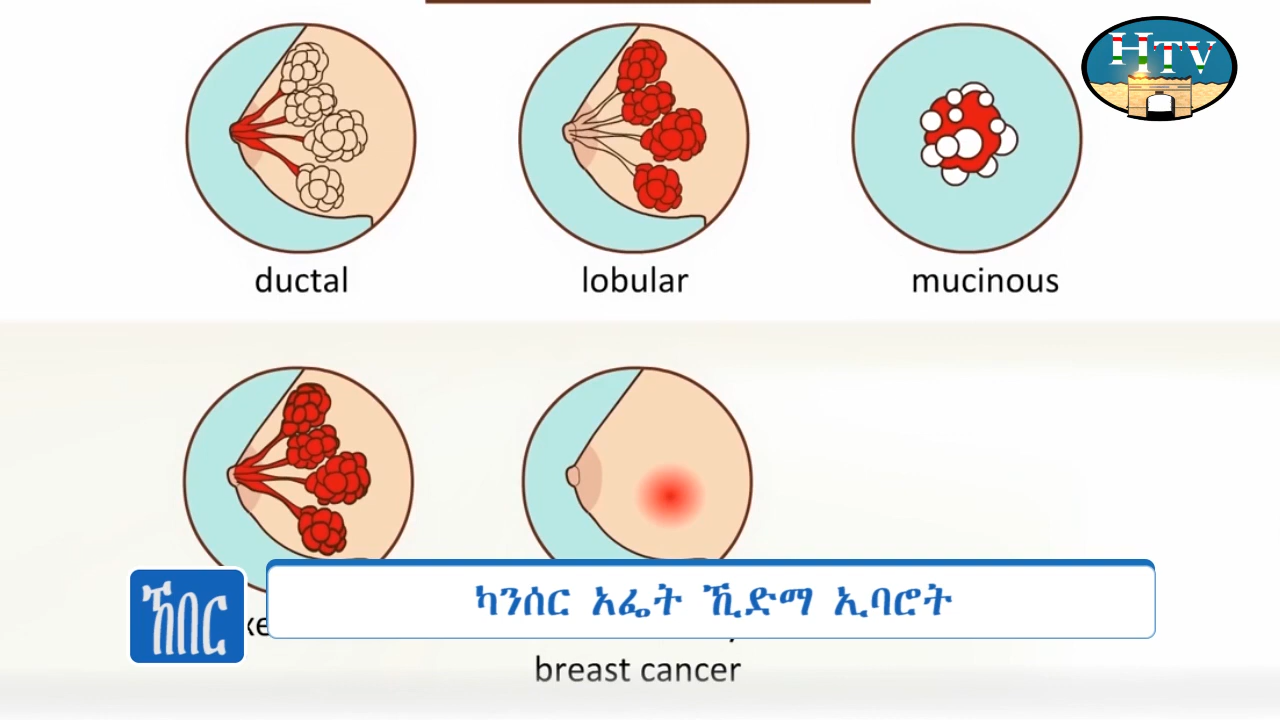 HTV
ductal
lobular
mucinous
ኸበር
ካንሰር አፌት ኺድማ ኢባሮት
breast cancer